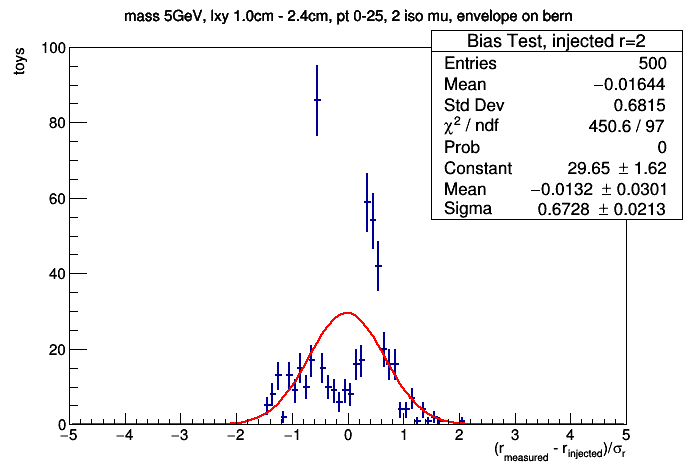 mass 5GeV, lxy 1.0cm - 2.4cm, pt 0-25, 2 iso mu, envelope on bern
toys
Bias Test, injected r=2
Entries 500
Mean −0.01644
Std Dev 0.6815
χ² / ndf 450.6 / 97
Prob 0
Constant 29.65 ± 1.62
Mean −0.0132 ± 0.0301
Sigma 0.6728 ± 0.0213
100
80
60
40
20
0
−5 −4 −3 −2 −1 0 1 2 3 4 5
(r_measured - r_injected)/σ_r